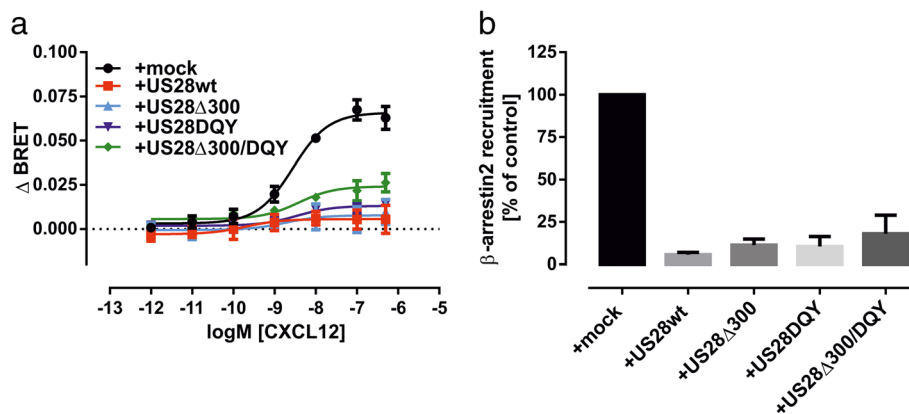 a
0.100
0.075
0.050
0.025
0.000
Δ BRET
+mock
+US28wt
+US28Δ300
+US28DQY
+US28Δ300/DQY
-13 -12 -11 -10 -9 -8 -7 -6 -5
logM [CXCL12]
b
125
100
75
50
25
0
β-arrestin2 recruitment
[% of control]
+mock
+US28wt
+US28Δ300
+US28DQY
+US28Δ300/DQY